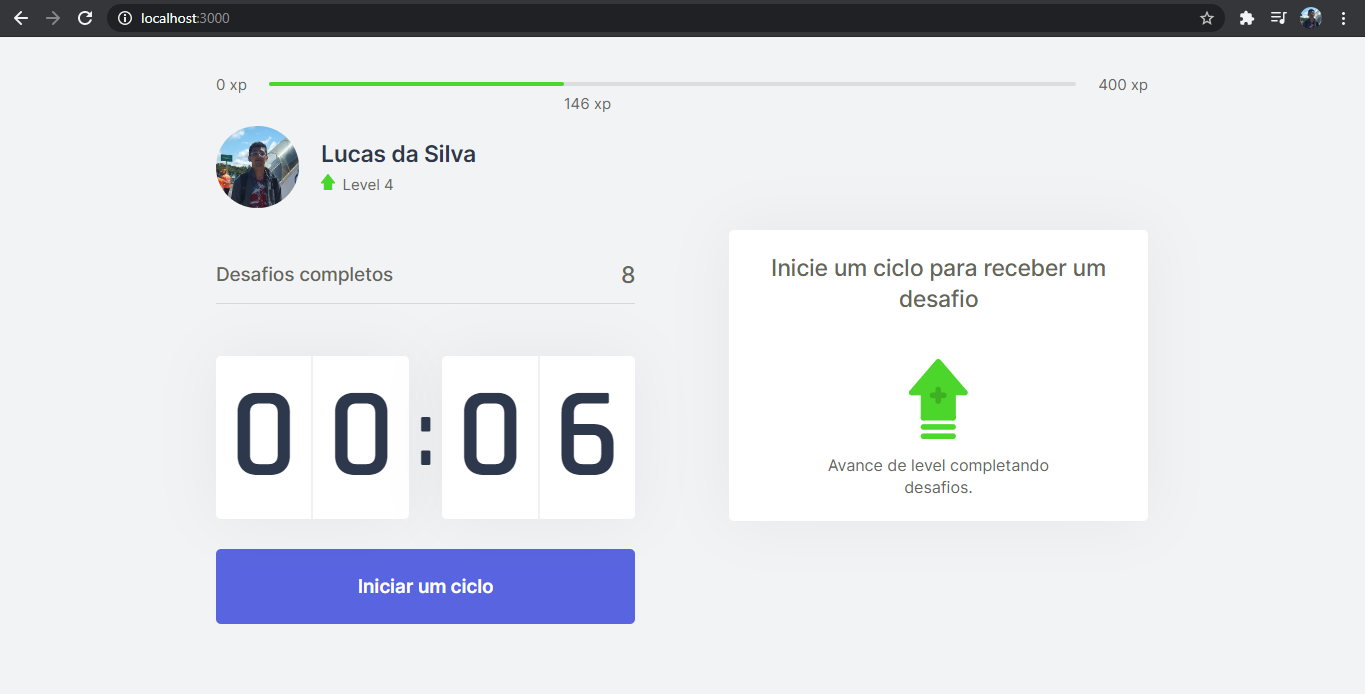 localhost:3000
0 xp
400 xp
146 xp
Lucas da Silva
Level 4
Desafios completos
8
00:06
Iniciar um ciclo
Inicie um ciclo para receber um
desafio
Avance de level completando
desafios.